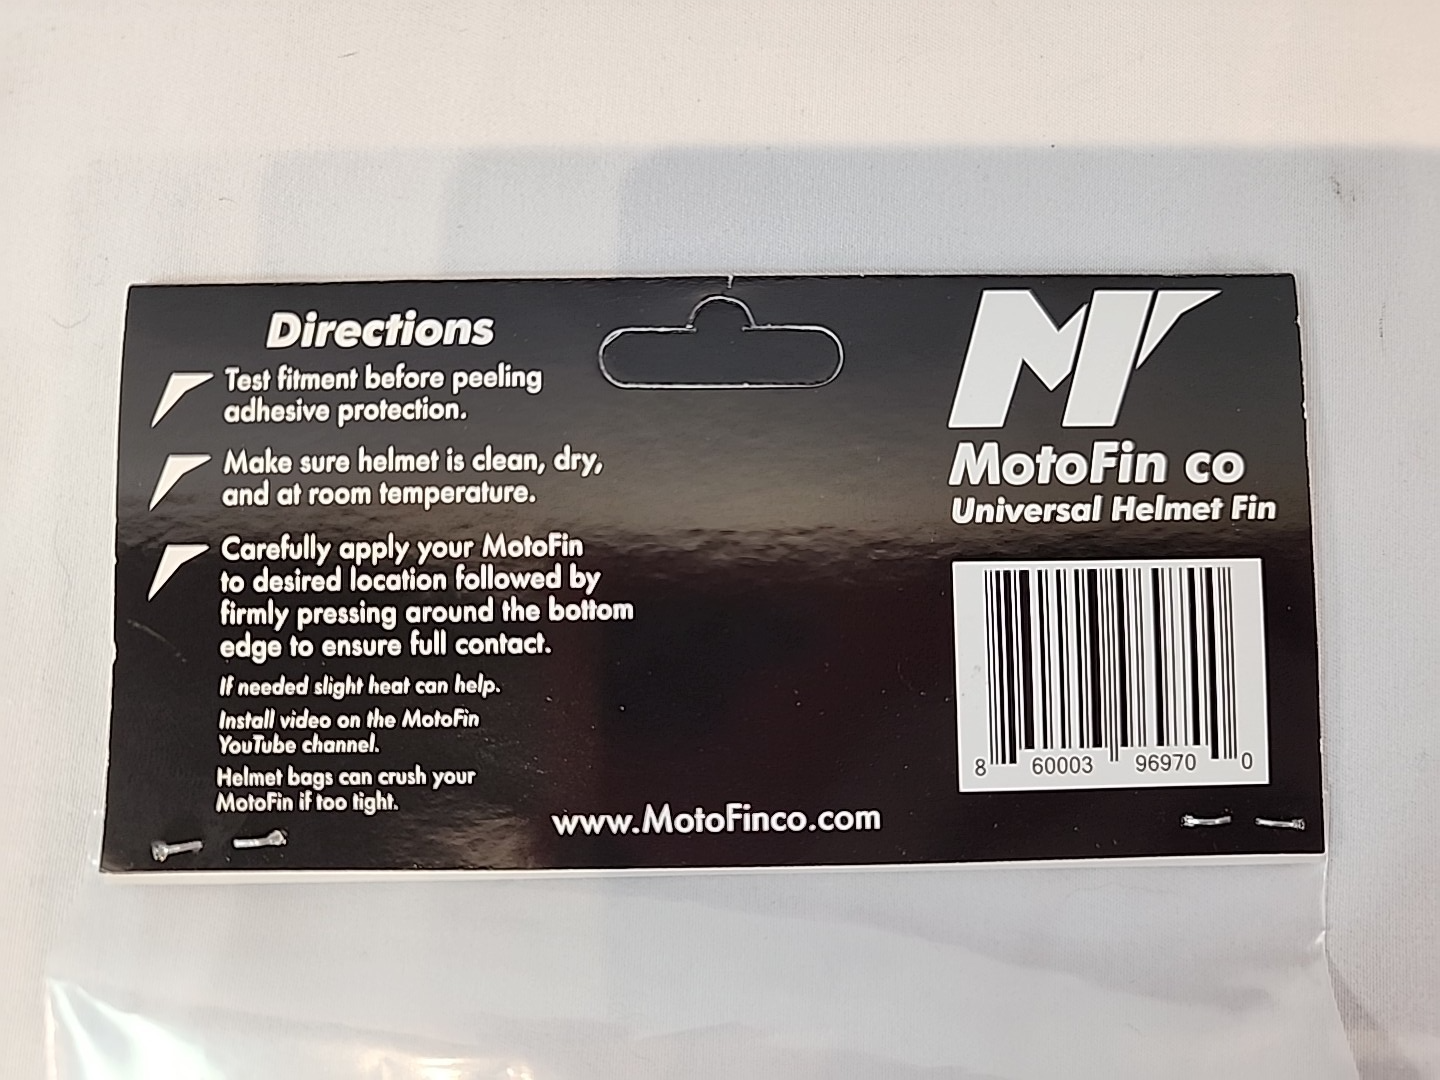 Directions
Test fitment before peeling
adhesive protection.
Make sure helmet is clean, dry,
and at room temperature.
Carefully apply your MotoFin
to desired location followed by
firmly pressing around the bottom
edge to ensure full contact.
If needed slight heat can help.
Install video on the MotoFin
YouTube channel.
Helmet bags can crush your
MotoFin if too tight.
www.MotoFinco.com
M
MotoFin co
Universal Helmet Fin
8 60003 96970 0